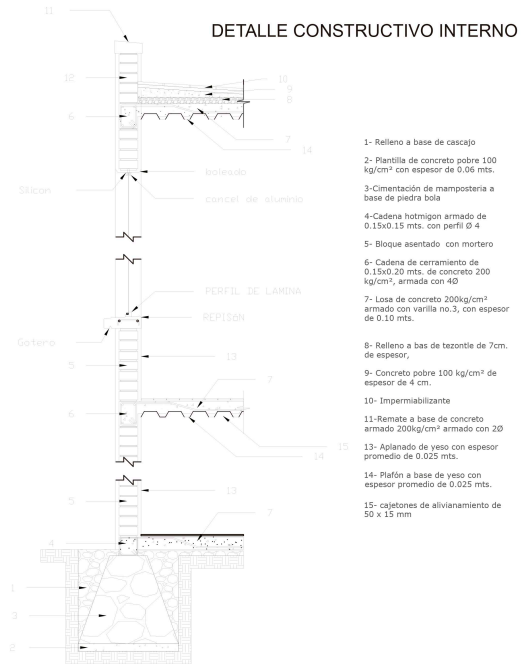 DETALLE CONSTRUCTIVO INTERNO
11
10
9
12
8
6
7
14
boleado
Silicom
cancel de aluminio
PERFIL DE LAMINA
REPISON
Gotero
13
5
7
6
15
14
13
5
7
4
1
3
2
1- Relleno a base de cascajo
2- Plantilla de concreto pobre 100
kg/cm² con espesor de 0.06 mts.
3-Cimentación de mamposteria a
base de piedra bola
4-Cadena hotmigon armado de
0.15x0.15 mts. con perfil Ø 4
5- Bloque asentado con mortero
6- Cadena de cerramiento de
0.15x0.20 mts. de concreto 200
kg/cm², armada con 4Ø
7- Losa de concreto 200kg/cm²
armado con varilla no.3, con espesor
de 0.10 mts.
8- Relleno a bas de tezontle de 7cm.
de espesor,
9- Concreto pobre 100 kg/cm² de
espesor de 4 cm.
10- Impermiabilizante
11-Remate a base de concreto
armado 200kg/cm² armado con 2Ø
13- Aplanado de yeso con espesor
promedio de 0.025 mts.
14- Plafón a base de yeso con
espesor promedio de 0.025 mts.
15- cajetones de alivianamiento de
50 x 15 mm